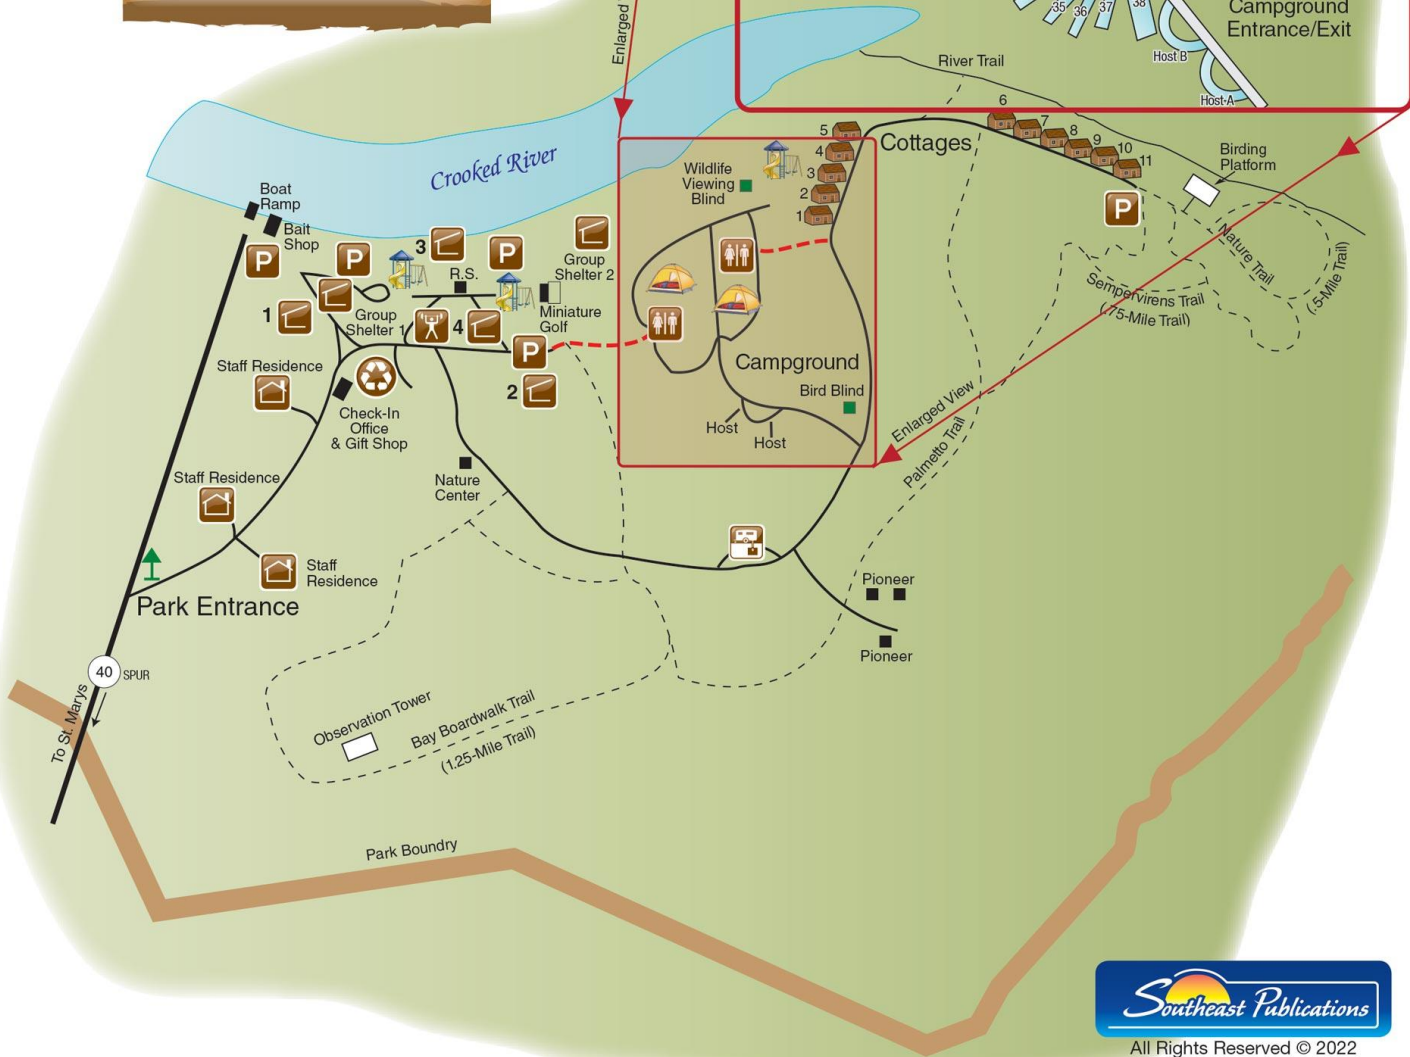 35
36
37
38
Campground
Entrance/Exit
Host B
Host A
Enlarged
River Trail
Crooked River
Cottages
5
4
3
2
1
6
7
8
9
10
11
Birding
Platform
Wildlife
Viewing
Blind
Boat
Ramp
Bait
Shop
P
P
3
P
Group
Shelter 2
R.S.
1
Group
Shelter 1
4
Miniature
Golf
P
2
P
Nature Trail
(.5-Mile Trail)
Sempervirens Trail
(.75-Mile Trail)
Campground
Bird Blind
Host
Host
Enlarged View
Palmetto Trail
Staff Residence
Check-In
Office
& Gift Shop
Staff Residence
Nature
Center
Staff
Residence
Park Entrance
Pioneer
Pioneer
40 SPUR
To St. Marys
Observation Tower
Bay Boardwalk Trail
(1.25-Mile Trail)
Park Boundry
Southeast Publications
All Rights Reserved © 2022